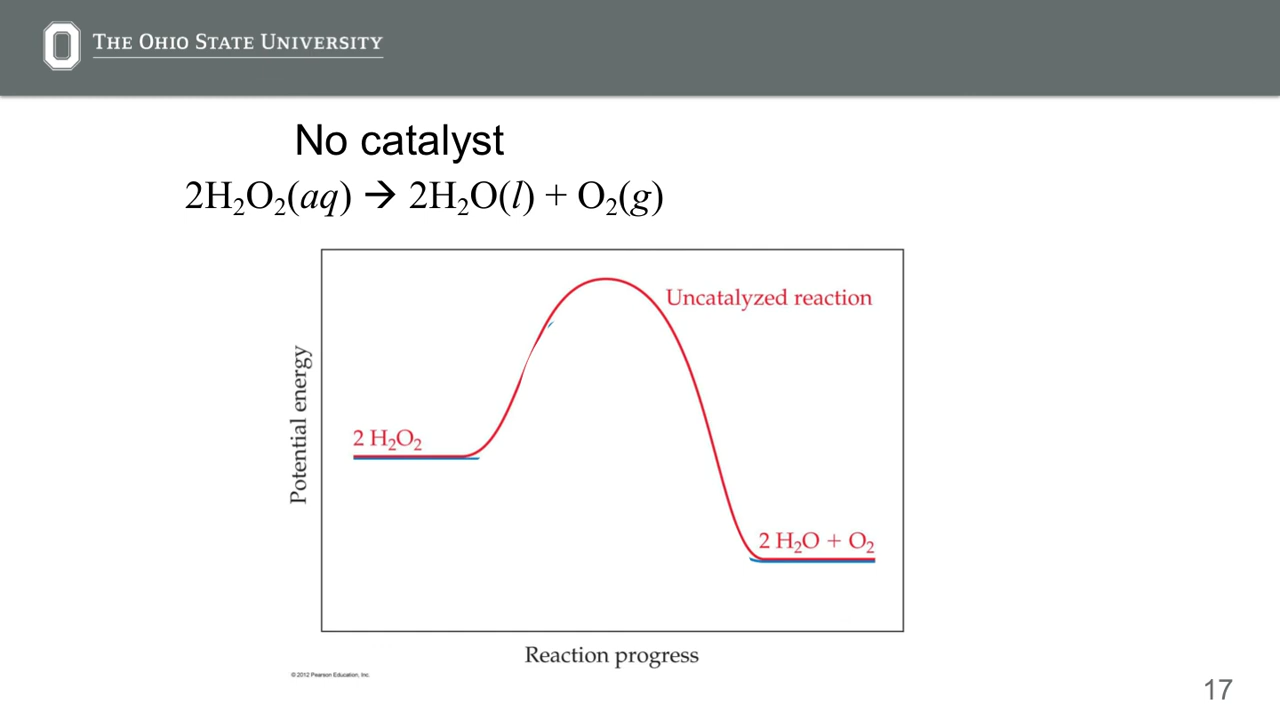 THE OHIO STATE UNIVERSITY
No catalyst
2H₂O₂(aq) → 2H₂O(l) + O₂(g)
Uncatalyzed reaction
Potential energy
2 H₂O₂
2 H₂O + O₂
Reaction progress
© 2012 Pearson Education, Inc.
17